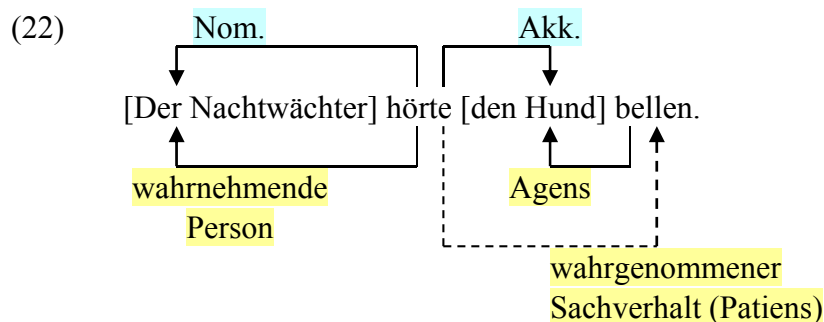 (22) Nom. Akk.
[Der Nachtwächter] hörte [den Hund] bellen.
wahrnehmende Agens
Person
wahrgenommener
Sachverhalt (Patiens)